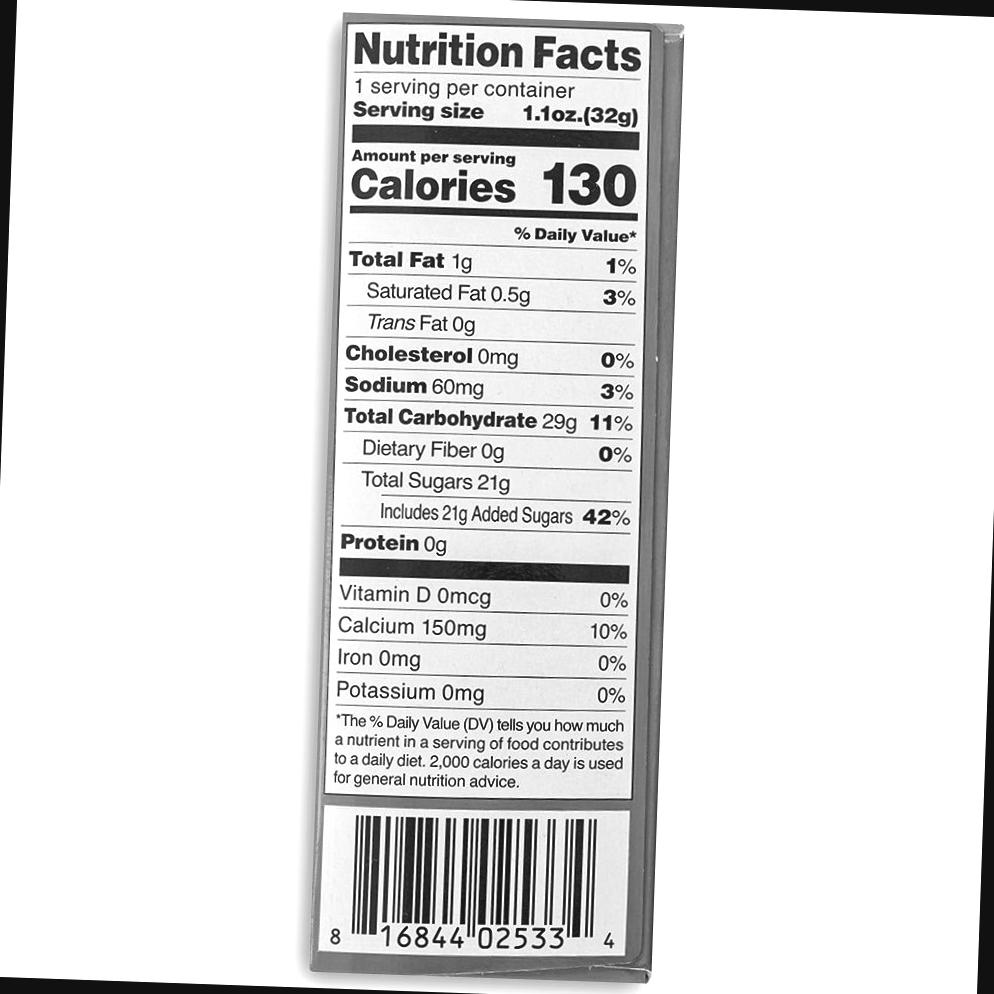 Nutrition Facts
1 serving per container
Serving size 1.1oz.(32g)
Amount per serving
Calories 130
% Daily Value*
Total Fat 1g 1%
Saturated Fat 0.5g 3%
Trans Fat 0g
Cholesterol 0mg 0%
Sodium 60mg 3%
Total Carbohydrate 29g 11%
Dietary Fiber 0g 0%
Total Sugars 21g
Includes 21g Added Sugars 42%
Protein 0g
Vitamin D 0mcg 0%
Calcium 150mg 10%
Iron 0mg 0%
Potassium 0mg 0%
*The % Daily Value (DV) tells you how much
a nutrient in a serving of food contributes
to a daily diet. 2,000 calories a day is used
for general nutrition advice.
8 16844 02533 4